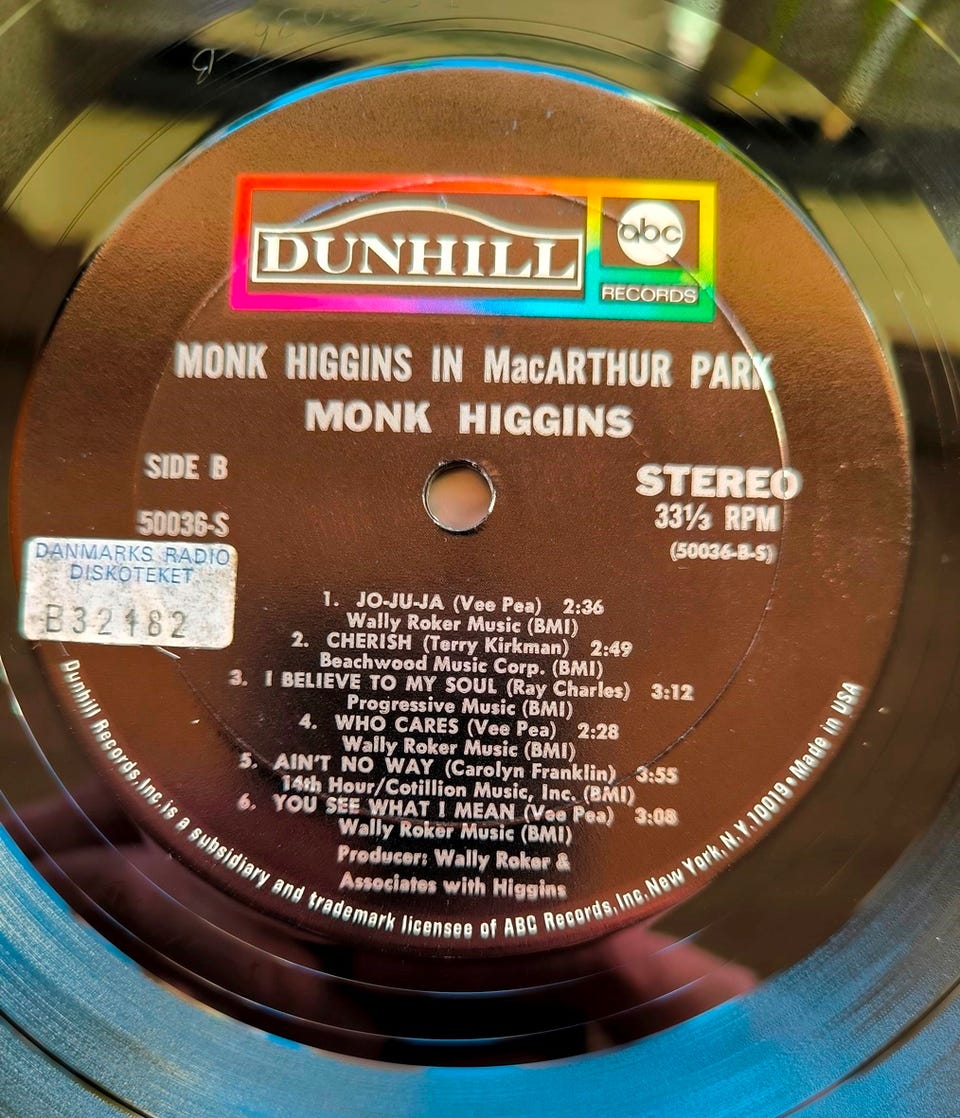 DUNHILL
abc
RECORDS
MONK HIGGINS IN MacARTHUR PARK
MONK HIGGINS
SIDE B
STEREO
50036-S
33⅓ RPM
(50036-B-S)
DANMARKS RADIO
DISKOTEKET
B32182
1. JO-JU-JA (Vee Pea) 2:36
Wally Roker Music (BMI)
2. CHERISH (Terry Kirkman) 2:49
Beachwood Music Corp. (BMI)
3. I BELIEVE TO MY SOUL (Ray Charles) 3:12
Progressive Music (BMI)
4. WHO CARES (Vee Pea) 2:28
Wally Roker Music (BMI)
5. AIN'T NO WAY (Carolyn Franklin) 3:55
14th Hour/Cotillion Music, Inc. (BMI)
6. YOU SEE WHAT I MEAN (Vee Pea) 3:08
Wally Roker Music (BMI)
Producer: Wally Roker &
Associates with Higgins
Dunhill Records, Inc. is a subsidiary and trademark licensee of ABC Records, Inc. New York, N.Y. 10019 • Made in USA